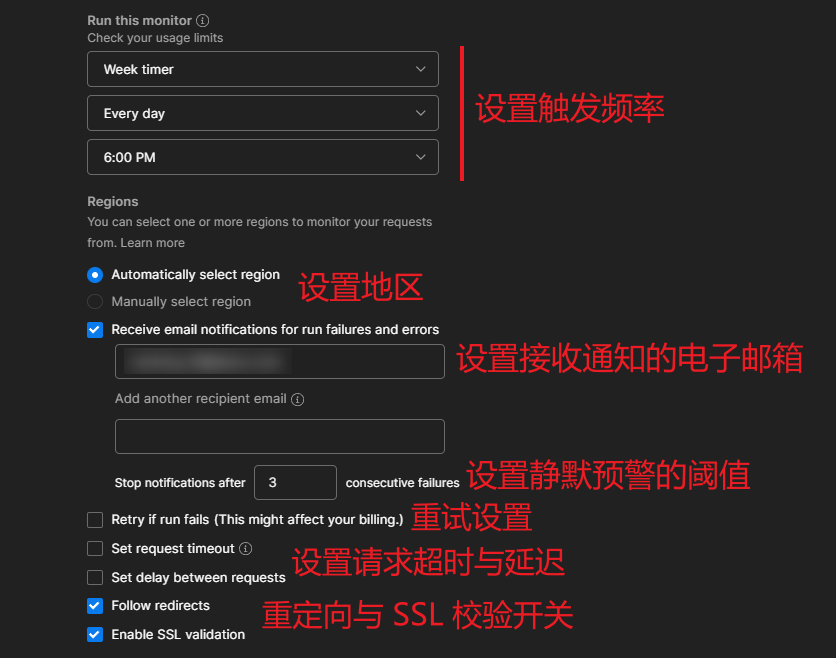 Run this monitor
Check your usage limits
Week timer
Every day
设置触发频率
6:00 PM
Regions
You can select one or more regions to monitor your requests
from. Learn more
Automatically select region
设置地区
Manually select region
Receive email notifications for run failures and errors
设置接收通知的电子邮箱
Add another recipient email
Stop notifications after 3 consecutive failures
设置静默预警的阈值
Retry if run fails (This might affect your billing.)
重试设置
Set request timeout
设置请求超时与延迟
Set delay between requests
Follow redirects
重定向与 SSL 校验开关
Enable SSL validation